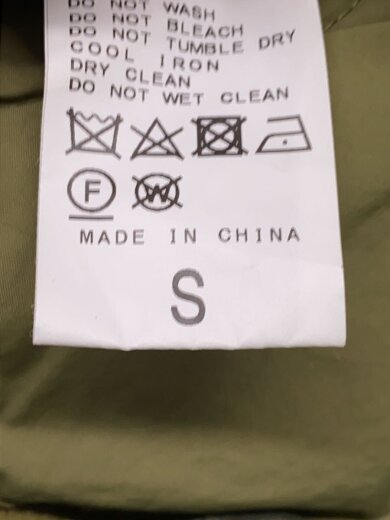 DO NOT WASH
DO NOT BLEACH
DO NOT TUMBLE DRY
COOL IRON
DRY CLEAN
DO NOT WET CLEAN
F W
MADE IN CHINA
S